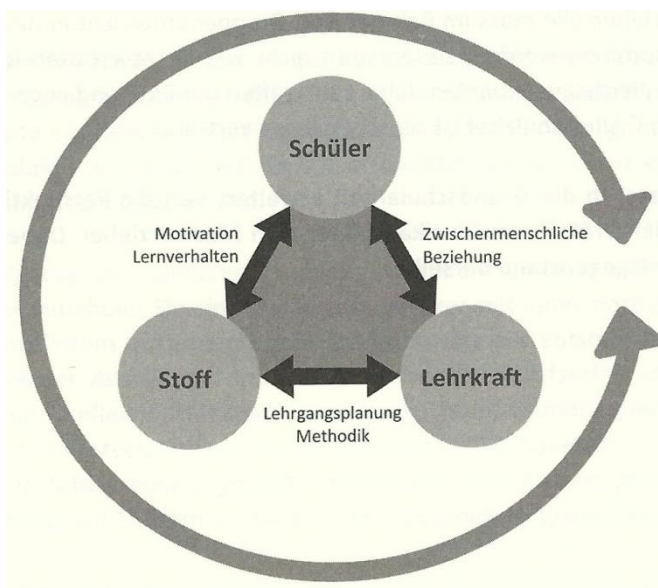 Schüler
Motivation
Lernverhalten
Zwischenmenschliche
Beziehung
Stoff
Lehrkraft
Lehrgangsplanung
Methodik